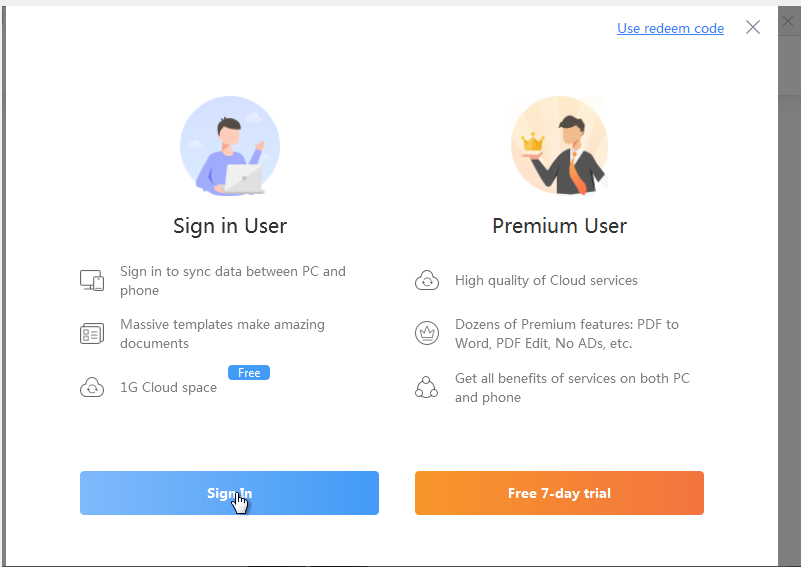 Use redeem code
Sign in User
Sign in to sync data between PC and
phone
Massive templates make amazing
documents
Free
1G Cloud space
Sign In
Premium User
High quality of Cloud services
Dozens of Premium features: PDF to
Word, PDF Edit, No ADs, etc.
Get all benefits of services on both PC
and phone
Free 7-day trial